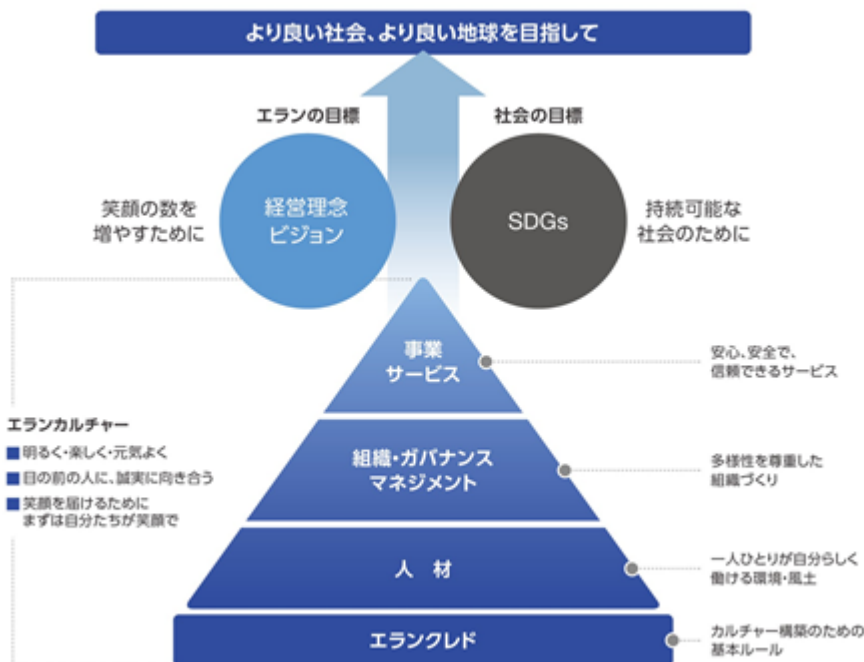 より良い社会、より良い地球を目指して
エランの目標
社会の目標
笑顔の数を
増やすために
経営理念
ビジョン
SDGs
持続可能な
社会のために
事業
サービス
安心、安全で、
信頼できるサービス
エランカルチャー
明るく・楽しく・元気よく
目の前の人に、誠実に向き合う
笑顔を届けるために
まずは自分たちが笑顔で
組織・ガバナンス
マネジメント
多様性を尊重した
組織づくり
人 材
一人ひとりが自分らしく
働ける環境・風土
エランクレド
カルチャー構築のための
基本ルール